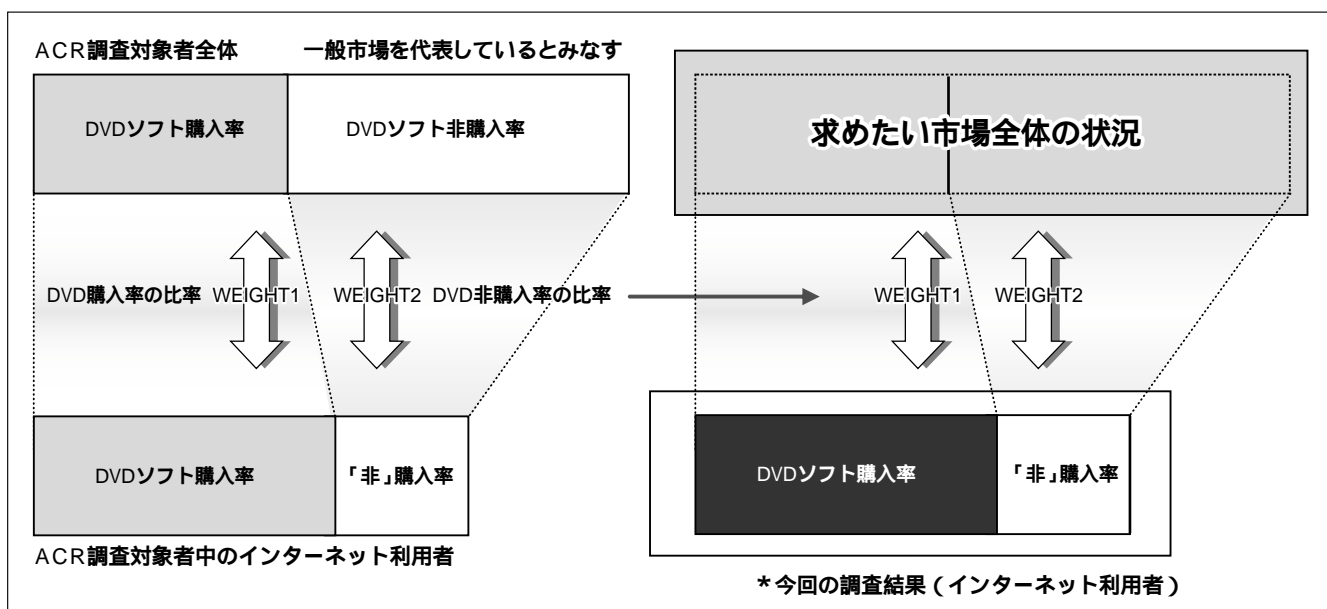 ACR調査対象者全体
一般市場を代表しているとみなす
DVDソフト購入率
DVDソフト非購入率
DVD購入率の比率
WEIGHT1
WEIGHT2
DVD非購入率の比率
DVDソフト購入率
「非」購入率
ACR調査対象者中のインターネット利用者
求めたい市場全体の状況
WEIGHT1
WEIGHT2
DVDソフト購入率
「非」購入率
*今回の調査結果(インターネット利用者)